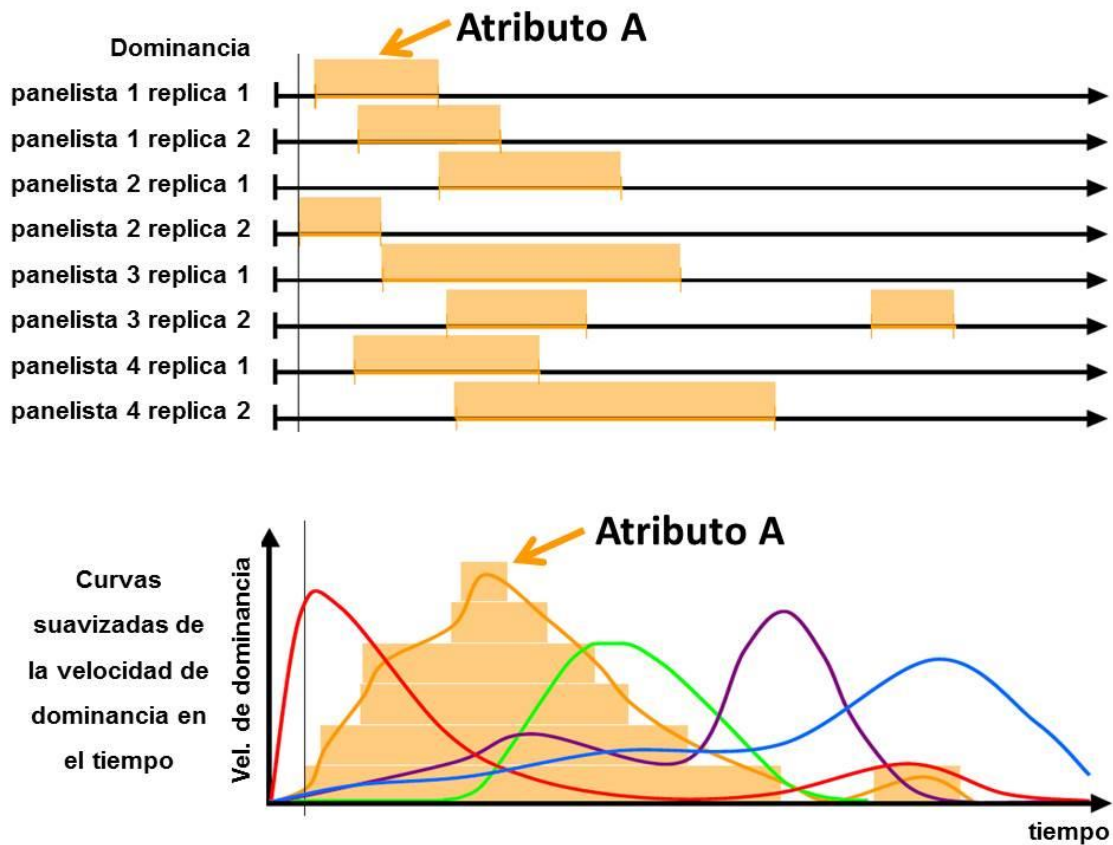 Atributo A
Dominancia
panelista 1 replica 1
panelista 1 replica 2
panelista 2 replica 1
panelista 2 replica 2
panelista 3 replica 1
panelista 3 replica 2
panelista 4 replica 1
panelista 4 replica 2
Atributo A
Curvas
suavizadas de
la velocidad de
dominancia en
el tiempo
Vel. de dominancia
tiempo